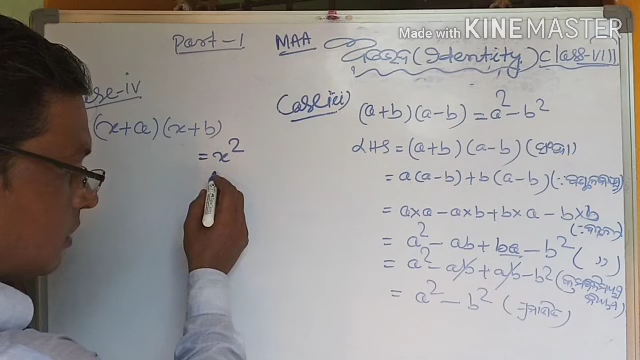 Made with KINEMASTER
Part-1 MAA (Identity) Class-VIII
Case-iv
(x+a)(x+b)
= x²
Case(iii) (a+b)(a-b) = a² - b²
LHS = (a+b)(a-b)
= a(a-b) + b(a-b)
= a×a - a×b + b×a - b×b
= a² - ab + ba - b² ( ,, )
= a² - ab + ab - b²
= a² - b²